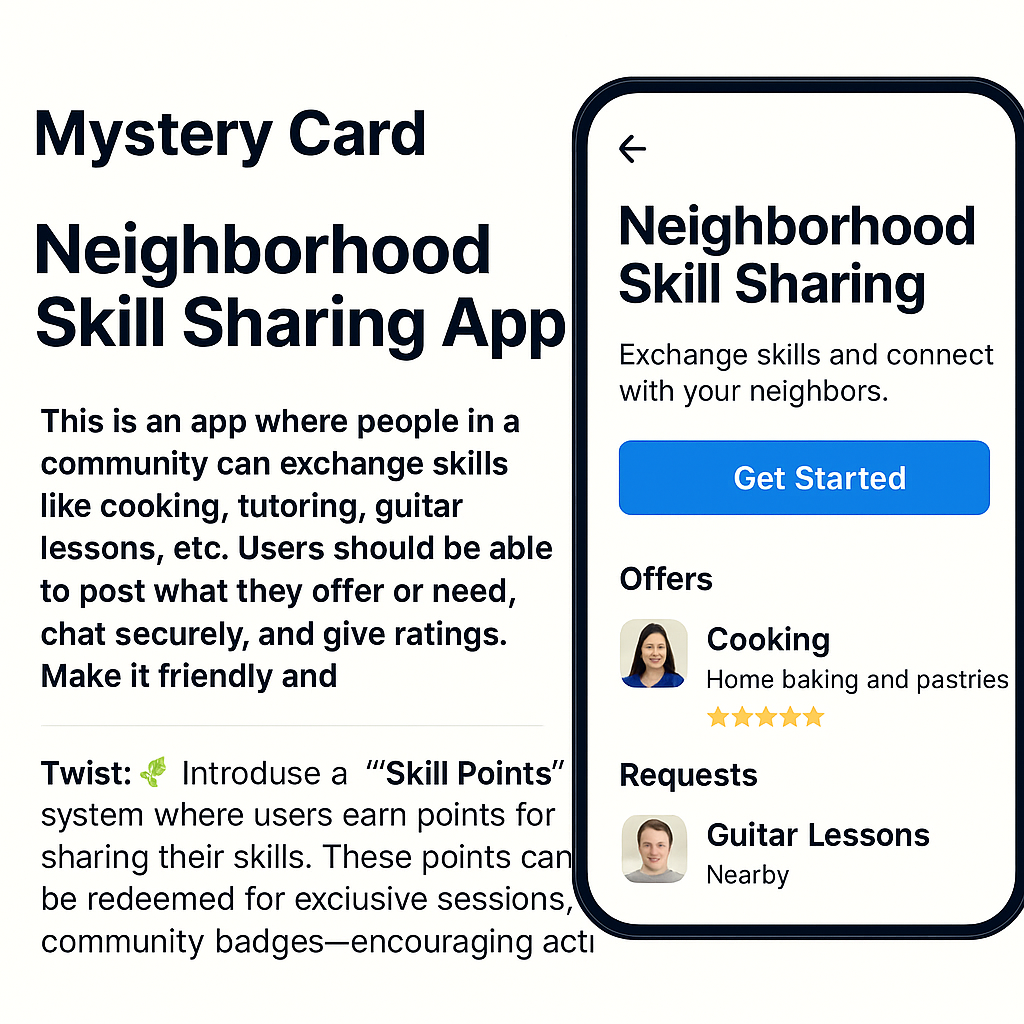 Mystery Card
Neighborhood
Skill Sharing App
This is an app where people in a
community can exchange skills
like cooking, tutoring, guitar
lessons, etc. Users should be able
to post what they offer or need,
chat securely, and give ratings.
Make it friendly and
Twist: 🌿 Introduse a "‘Skill Points”
system where users earn points for
sharing their skills. These points can
be redeemed for exciusive sessions,
community badges—encouraging acti
←
Neighborhood
Skill Sharing
Exchange skills and connect
with your neighbors.
Get Started
Offers
Cooking
Home baking and pastries
★★★★★
Requests
Guitar Lessons
Nearby